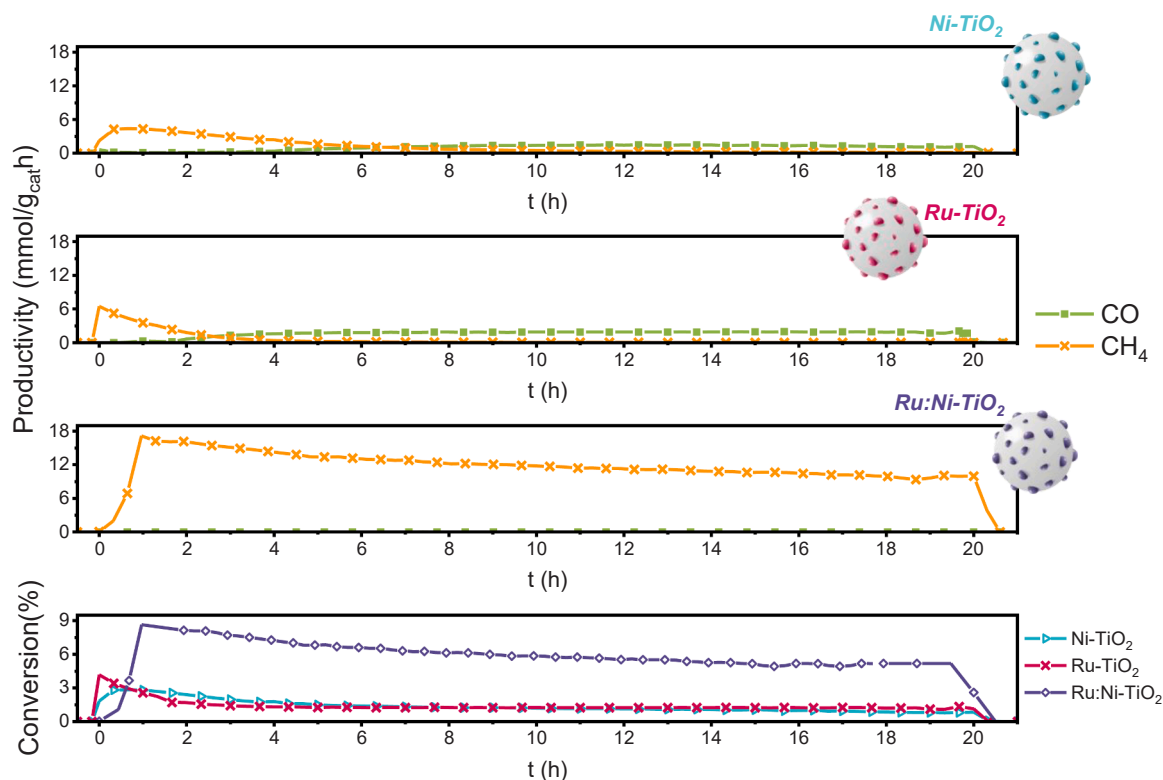 Ni-TiO2
18
12
6
0
0 2 4 6 8 10 12 14 16 18 20
t (h)
Ru-TiO2
18
12
6
0
0 2 4 6 8 10 12 14 16 18 20
t (h)
Productivity (mmol/gcath)
CO
CH4
Ru:Ni-TiO2
18
12
6
0
0 2 4 6 8 10 12 14 16 18 20
t (h)
Conversion(%)
9
6
3
0
0 2 4 6 8 10 12 14 16 18 20
t (h)
Ni-TiO2
Ru-TiO2
Ru:Ni-TiO2